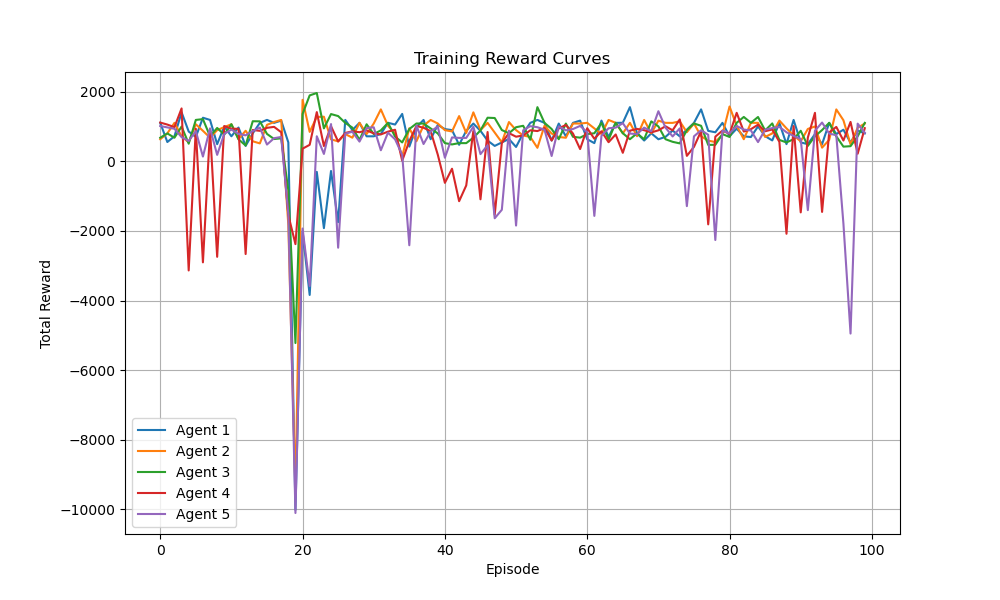 Training Reward Curves
Total Reward
2000
0
−2000
−4000
−6000
−8000
−10000
Agent 1
Agent 2
Agent 3
Agent 4
Agent 5
0 20 40 60 80 100
Episode